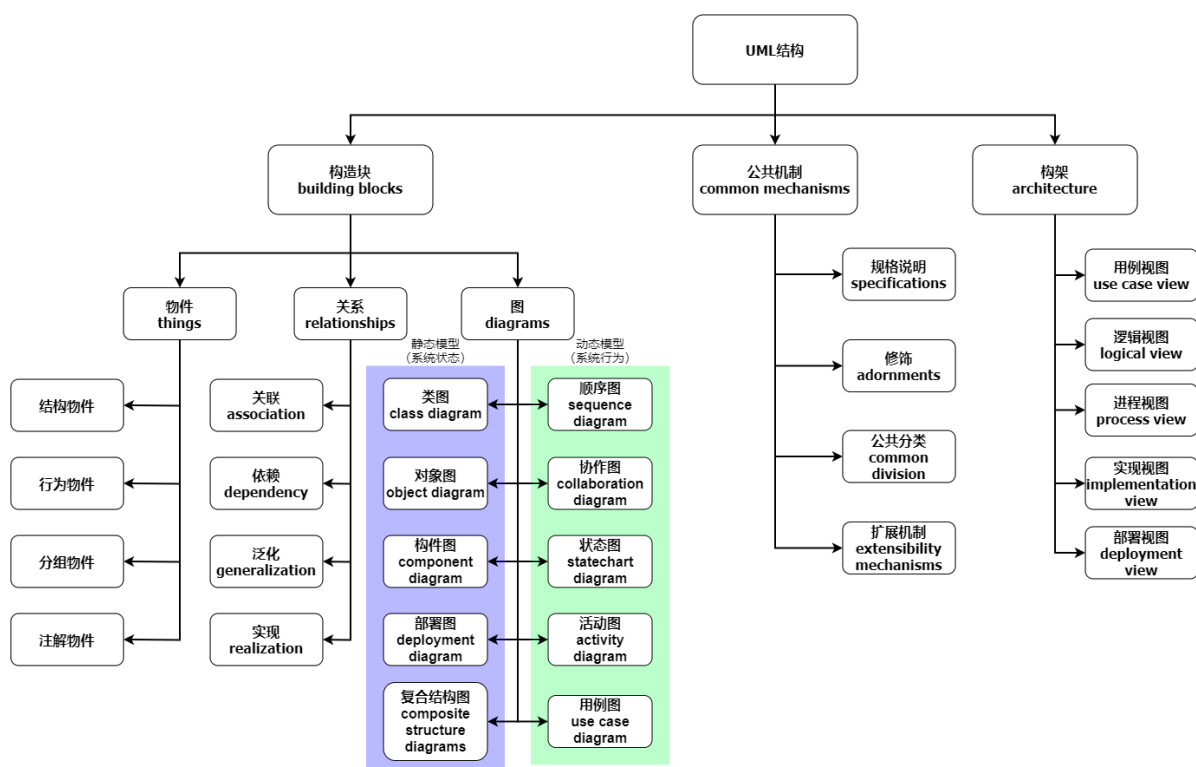 UML结构
构造块
building blocks
公共机制
common mechanisms
构架
architecture
物件
things
关系
relationships
图
diagrams
结构物件
行为物件
分组物件
注解物件
关联
association
依赖
dependency
泛化
generalization
实现
realization
静态模型
（系统状态）
类图
class diagram
对象图
object diagram
构件图
component
diagram
部署图
deployment
diagram
复合结构图
composite
structure
diagrams
动态模型
（系统行为）
顺序图
sequence
diagram
协作图
collaboration
diagram
状态图
statechart
diagram
活动图
activity
diagram
用例图
use case
diagram
规格说明
specifications
修饰
adornments
公共分类
common
division
扩展机制
extensibility
mechanisms
用例视图
use case view
逻辑视图
logical view
进程视图
process view
实现视图
implementation
view
部署视图
deployment
view